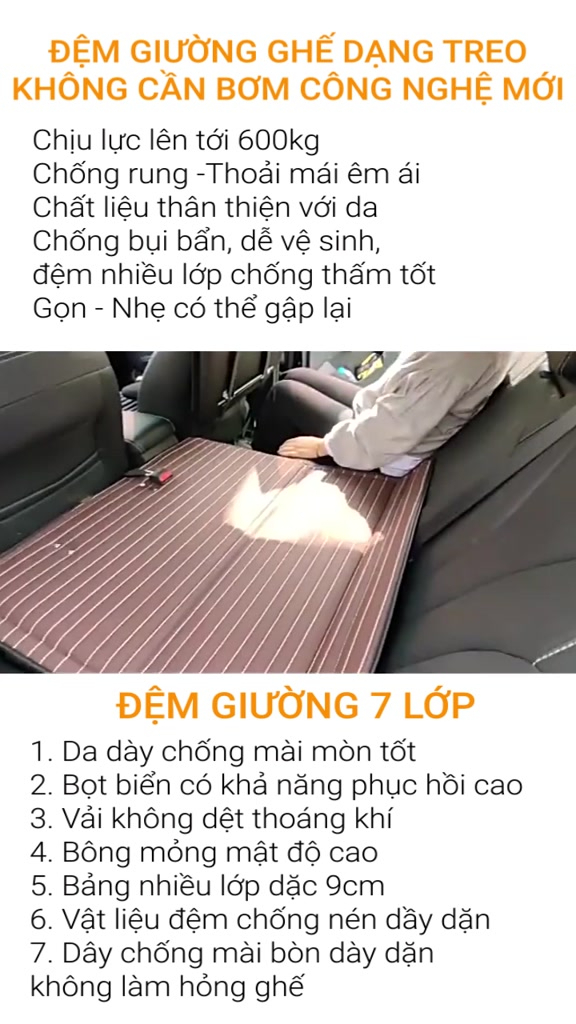 ĐỆM GIƯỜNG GHẾ DẠNG TREO
KHÔNG CẦN BƠM CÔNG NGHỆ MỚI
Chịu lực lên tới 600kg
Chống rung -Thoải mái êm ái
Chất liệu thân thiện với da
Chống bụi bẩn, dễ vệ sinh,
đệm nhiều lớp chống thấm tốt
Gọn - Nhẹ có thể gập lại
ĐỆM GIƯỜNG 7 LỚP
1. Da dày chống mài mòn tốt
2. Bọt biển có khả năng phục hồi cao
3. Vải không dệt thoáng khí
4. Bông mỏng mật độ cao
5. Bảng nhiều lớp dặc 9cm
6. Vật liệu đệm chống nén dầy dặn
7. Dây chống mài bòn dày dặn
không làm hỏng ghế